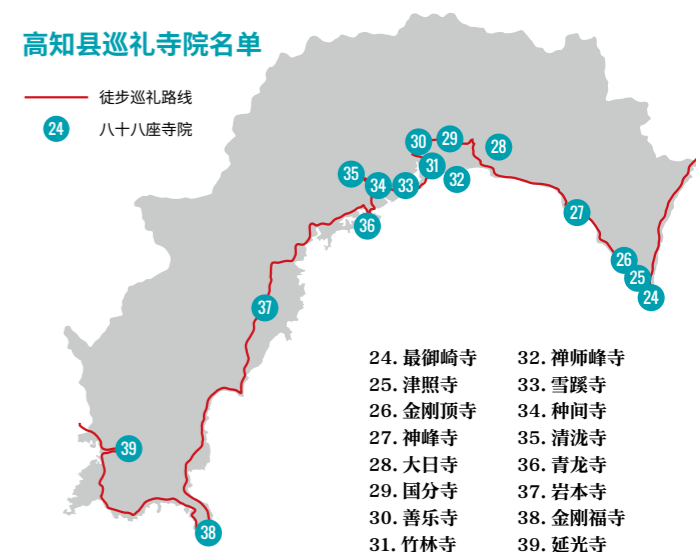 高知县巡礼寺院名单
徒步巡礼路线
24 八十八座寺院
30
29
28
31
32
35
34
33
36
27
26
25
24
37
39
38
24. 最御崎寺
25. 津照寺
26. 金刚顶寺
27. 神峰寺
28. 大日寺
29. 国分寺
30. 善乐寺
31. 竹林寺
32. 禅师峰寺
33. 雪蹊寺
34. 种间寺
35. 清泷寺
36. 青龙寺
37. 岩本寺
38. 金刚福寺
39. 延光寺